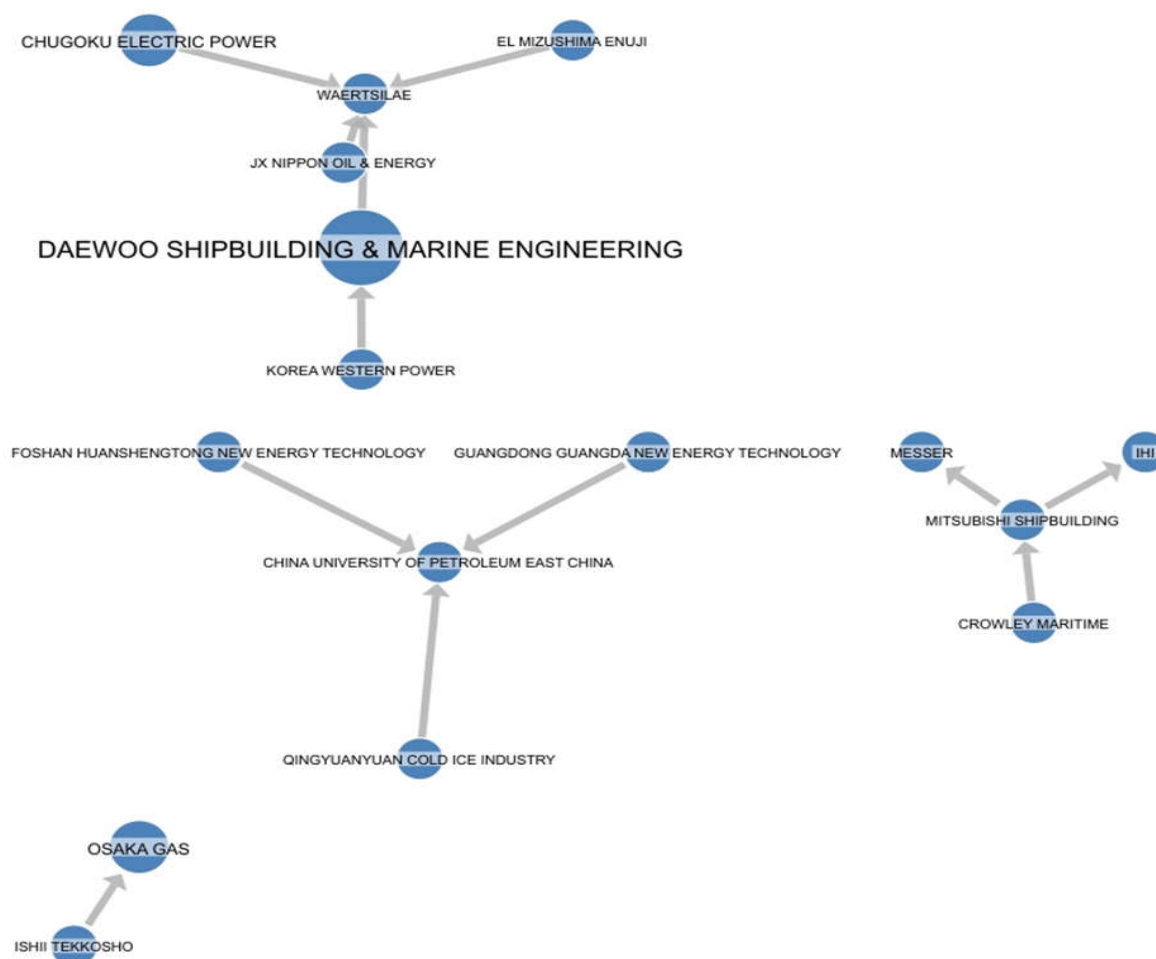 CHUGOKU ELECTRIC POWER
EL MIZUSHIMA ENUJI
WAERTSILAE
JX NIPPON OIL & ENERGY
DAEWOO SHIPBUILDING & MARINE ENGINEERING
KOREA WESTERN POWER
FOSHAN HUANSHENGTONG NEW ENERGY TECHNOLOGY
GUANGDONG GUANGDA NEW ENERGY TECHNOLOGY
MESSER
IHI
MITSUBISHI SHIPBUILDING
CHINA UNIVERSITY OF PETROLEUM EAST CHINA
CROWLEY MARITIME
QINGYUANYUAN COLD ICE INDUSTRY
OSAKA GAS
ISHII TEKKOSHO